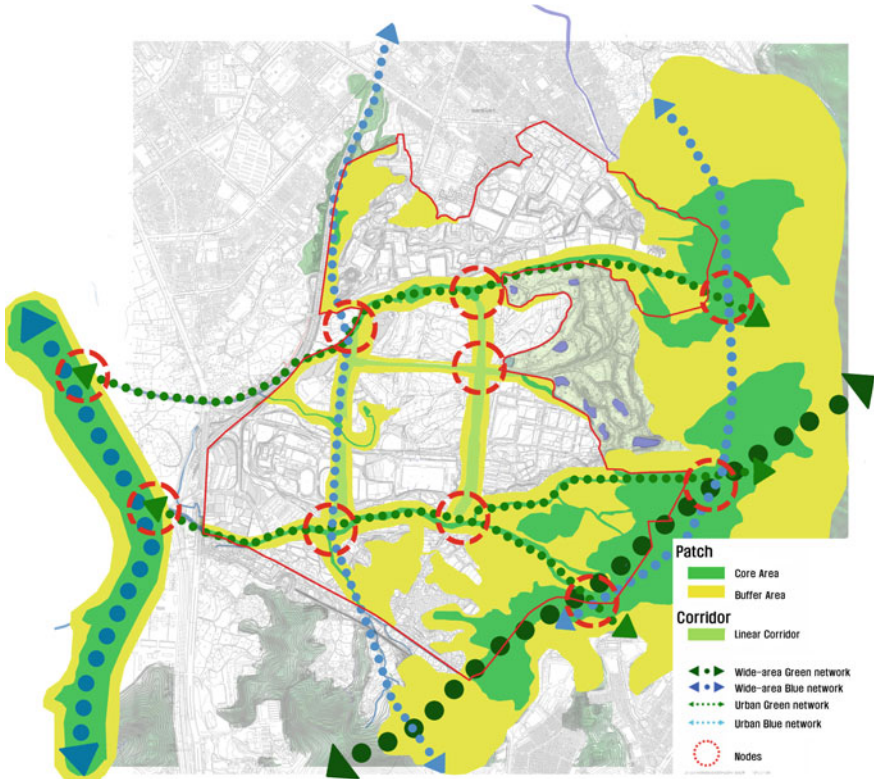 Patch
Core Area
Buffer Area
Corridor
Linear Corridor
Wide-area Green network
Wide-area Blue network
Urban Green network
Urban Blue network
Nodes